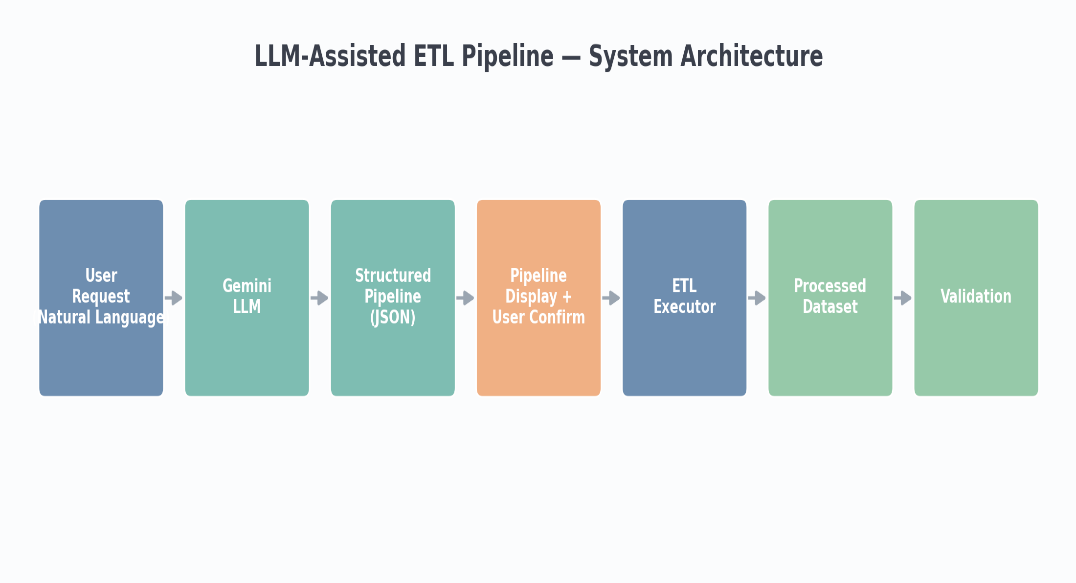 LLM-Assisted ETL Pipeline — System Architecture
User
Request
Natural Language
Gemini
LLM
Structured
Pipeline
(JSON)
Pipeline
Display +
User Confirm
ETL
Executor
Processed
Dataset
Validation